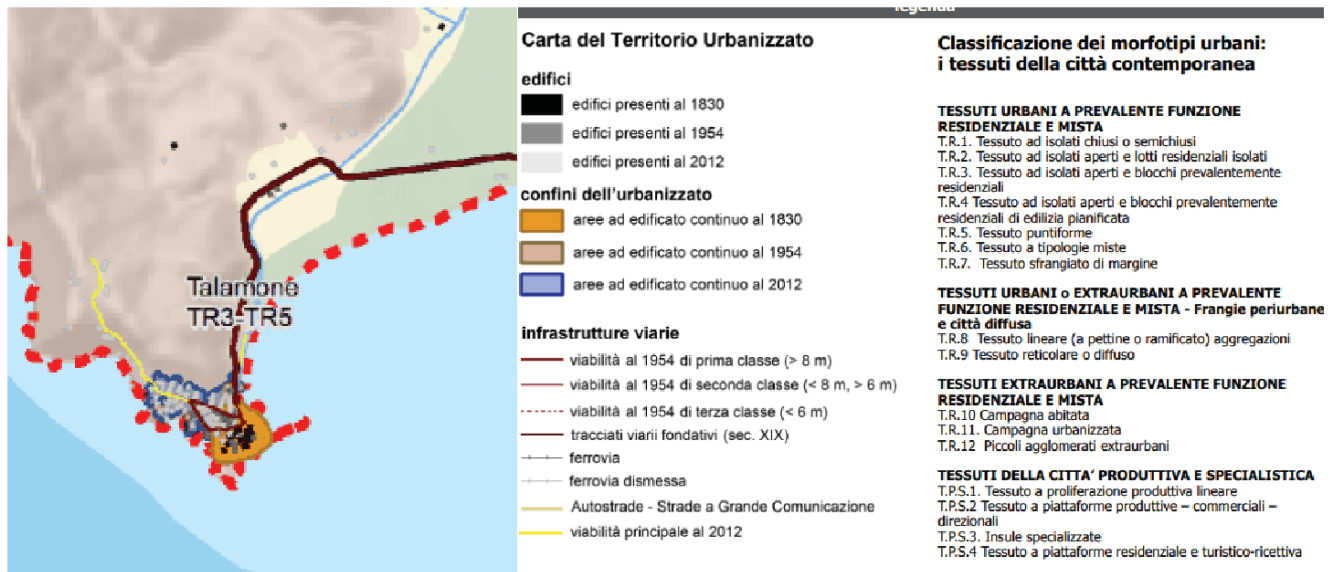 legenda
Talamone
TR3-TR5
Carta del Territorio Urbanizzato
edifici
edifici presenti al 1830
edifici presenti al 1954
edifici presenti al 2012
confini dell'urbanizzato
aree ad edificato continuo al 1830
aree ad edificato continuo al 1954
aree ad edificato continuo al 2012
infrastrutture viarie
viabilità al 1954 di prima classe (> 8 m)
viabilità al 1954 di seconda classe (< 8 m, > 6 m)
viabilità al 1954 di terza classe (< 6 m)
tracciati viarii fondativi (sec. XIX)
ferrovia
ferrovia dismessa
Autostrade - Strade a Grande Comunicazione
viabilità principale al 2012
Classificazione dei morfotipi urbani:
i tessuti della città contemporanea
TESSUTI URBANI A PREVALENTE FUNZIONE
RESIDENZIALE E MISTA
T.R.1. Tessuto ad isolati chiusi o semichiusi
T.R.2. Tessuto ad isolati aperti e lotti residenziali isolati
T.R.3. Tessuto ad isolati aperti e blocchi prevalentemente
residenziali
T.R.4 Tessuto ad isolati aperti e blocchi prevalentemente
residenziali di edilizia pianificata
T.R.5. Tessuto puntiforme
T.R.6. Tessuto a tipologie miste
T.R.7. Tessuto sfrangiato di margine
TESSUTI URBANI o EXTRAURBANI A PREVALENTE
FUNZIONE RESIDENZIALE E MISTA - Frangie periurbane
e città diffusa
T.R.8 Tessuto lineare (a pettine o ramificato) aggregazioni
T.R.9 Tessuto reticolare o diffuso
TESSUTI EXTRAURBANI A PREVALENTE FUNZIONE
RESIDENZIALE E MISTA
T.R.10 Campagna abitata
T.R.11. Campagna urbanizzata
T.R.12 Piccoli agglomerati extraurbani
TESSUTI DELLA CITTA' PRODUTTIVA E SPECIALISTICA
T.P.S.1. Tessuto a proliferazione produttiva lineare
T.P.S.2 Tessuto a piattaforme produttive – commerciali –
direzionali
T.P.S.3. Insule specializzate
T.P.S.4 Tessuto a piattaforme residenziale e turistico-ricettiva